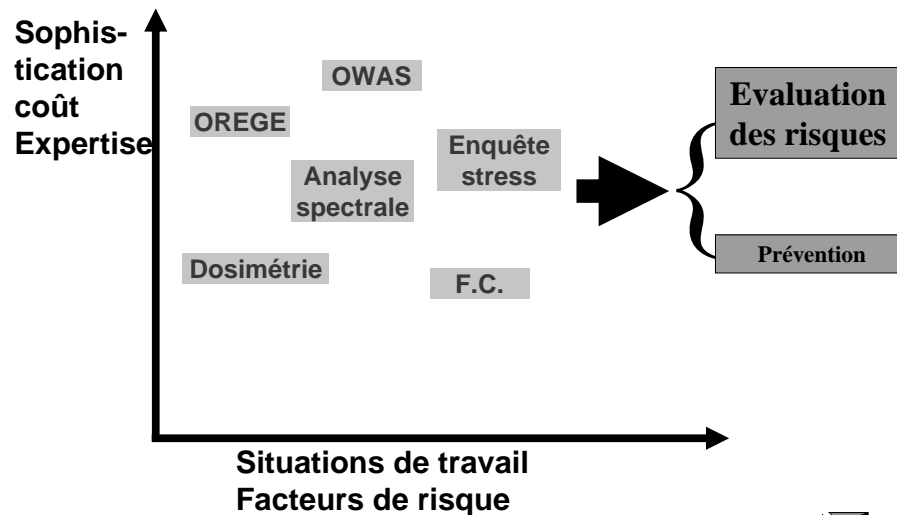 Sophis-
tication
coût
Expertise
OWAS
OREGE
Enquête
stress
Analyse
spectrale
Dosimétrie
F.C.
Evaluation
des risques
Prévention
Situations de travail
Facteurs de risque